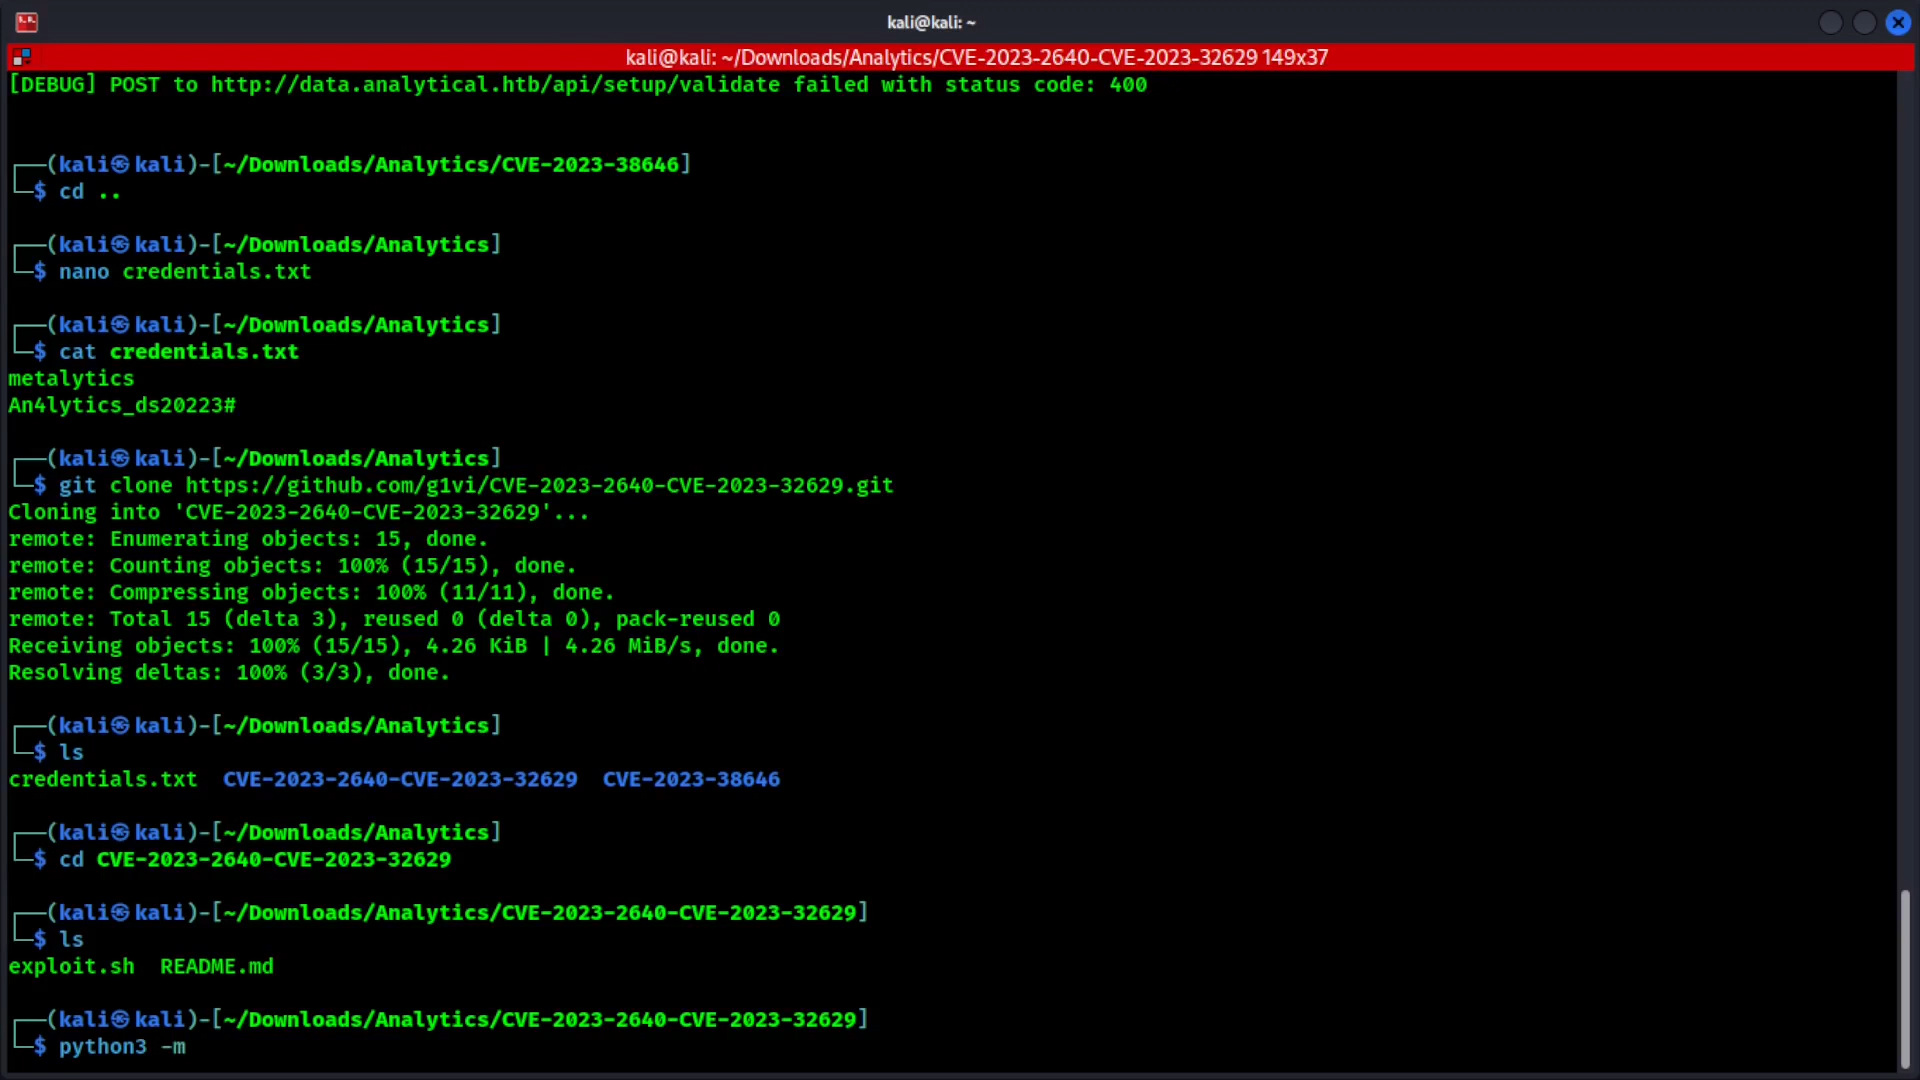 kali@kali: ~
kali@kali: ~/Downloads/Analytics/CVE-2023-2640-CVE-2023-32629 149x37
[DEBUG] POST to http://data.analytical.htb/api/setup/validate failed with status code: 400
┌──(kali㉿kali)-[~/Downloads/Analytics/CVE-2023-38646]
└─$ cd ..
┌──(kali㉿kali)-[~/Downloads/Analytics]
└─$ nano credentials.txt
┌──(kali㉿kali)-[~/Downloads/Analytics]
└─$ cat credentials.txt
metalytics
An4lytics_ds20223#
┌──(kali㉿kali)-[~/Downloads/Analytics]
└─$ git clone https://github.com/g1vi/CVE-2023-2640-CVE-2023-32629.git
Cloning into 'CVE-2023-2640-CVE-2023-32629'...
remote: Enumerating objects: 15, done.
remote: Counting objects: 100% (15/15), done.
remote: Compressing objects: 100% (11/11), done.
remote: Total 15 (delta 3), reused 0 (delta 0), pack-reused 0
Receiving objects: 100% (15/15), 4.26 KiB | 4.26 MiB/s, done.
Resolving deltas: 100% (3/3), done.
┌──(kali㉿kali)-[~/Downloads/Analytics]
└─$ ls
credentials.txt  CVE-2023-2640-CVE-2023-32629  CVE-2023-38646
┌──(kali㉿kali)-[~/Downloads/Analytics]
└─$ cd CVE-2023-2640-CVE-2023-32629
┌──(kali㉿kali)-[~/Downloads/Analytics/CVE-2023-2640-CVE-2023-32629]
└─$ ls
exploit.sh  README.md
┌──(kali㉿kali)-[~/Downloads/Analytics/CVE-2023-2640-CVE-2023-32629]
└─$ python3 -m